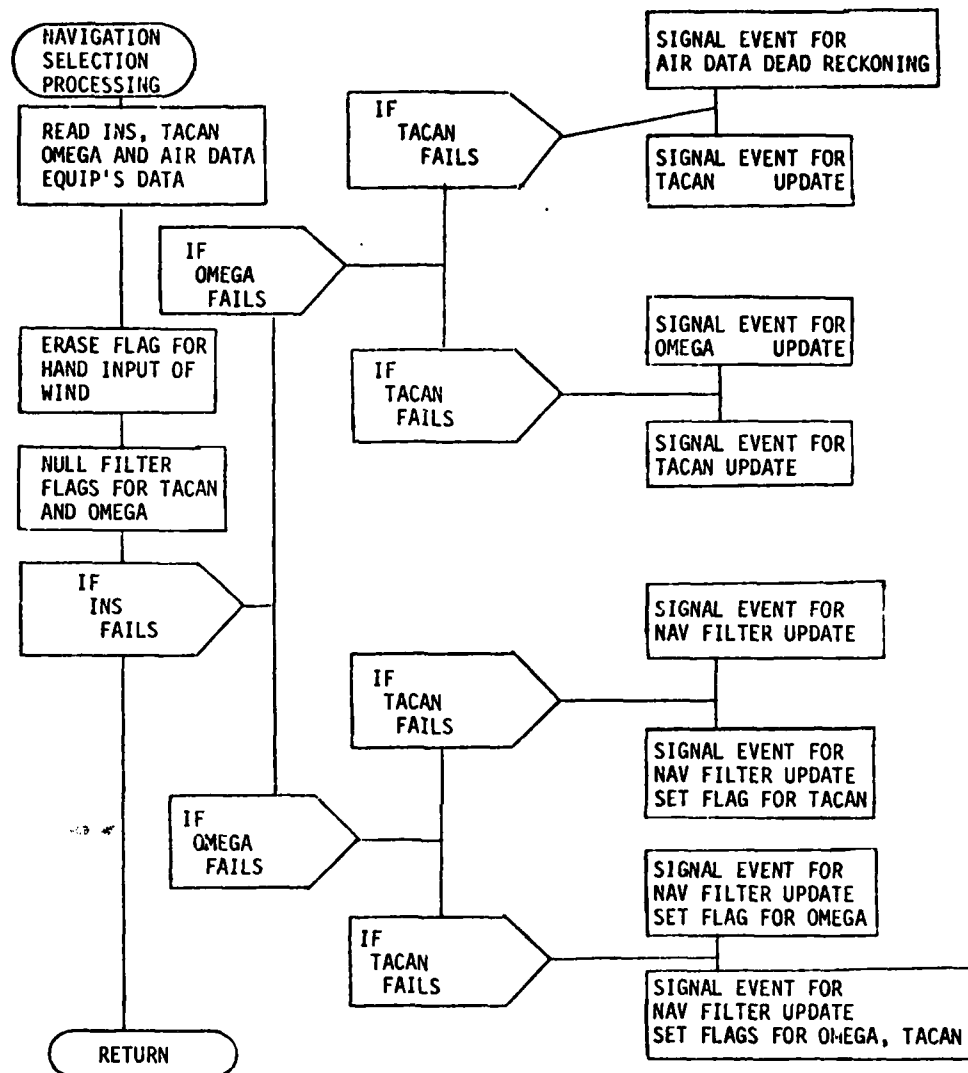 NAVIGATION
SELECTION
PROCESSING
READ INS, TACAN
OMEGA AND AIR DATA
EQUIP'S DATA
ERASE FLAG FOR
HAND INPUT OF
WIND
NULL FILTER
FLAGS FOR TACAN
AND OMEGA
IF
INS
FAILS
RETURN
IF
OMEGA
FAILS
IF
OMEGA
FAILS
IF
TACAN
FAILS
IF
TACAN
FAILS
IF
TACAN
FAILS
IF
TACAN
FAILS
SIGNAL EVENT FOR
AIR DATA DEAD RECKONING
SIGNAL EVENT FOR
TACAN UPDATE
SIGNAL EVENT FOR
OMEGA UPDATE
SIGNAL EVENT FOR
TACAN UPDATE
SIGNAL EVENT FOR
NAV FILTER UPDATE
SIGNAL EVENT FOR
NAV FILTER UPDATE
SET FLAG FOR TACAN
SIGNAL EVENT FOR
NAV FILTER UPDATE
SET FLAG FOR OMEGA
SIGNAL EVENT FOR
NAV FILTER UPDATE
SET FLAGS FOR OMEGA, TACAN